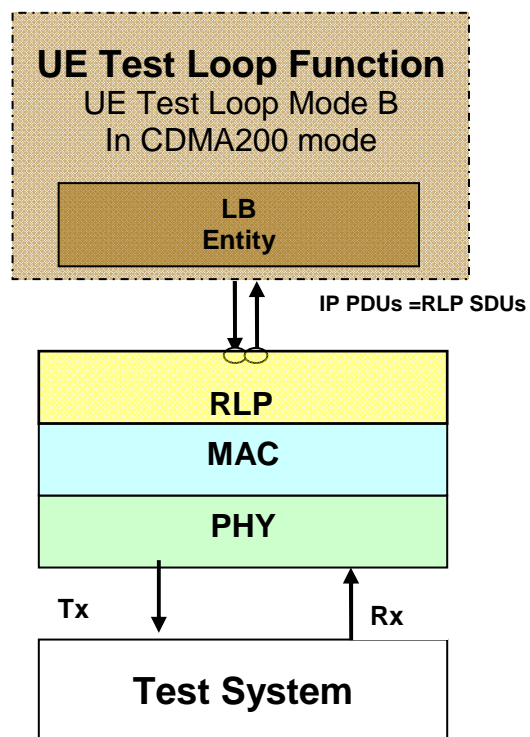 UE Test Loop Function
UE Test Loop Mode B
In CDMA200 mode
LB
Entity
IP PDUs =RLP SDUs
RLP
MAC
PHY
Tx
Rx
Test System